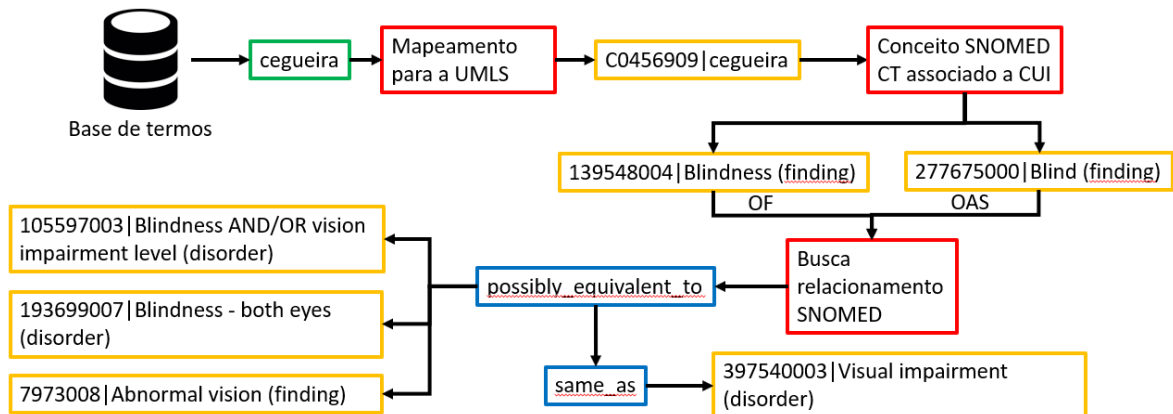 cegueira
Mapeamento
para a UMLS
C0456909|cegueira
Conceito SNOMED
CT associado a CUI
Base de termos
139548004|Blindness (finding)
277675000|Blind (finding)
OF
OAS
105597003|Blindness AND/OR vision
impairment level (disorder)
193699007|Blindness - both eyes
(disorder)
7973008|Abnormal vision (finding)
possibly_equivalent_to
Busca
relacionamento
SNOMED
same_as
397540003|Visual impairment
(disorder)